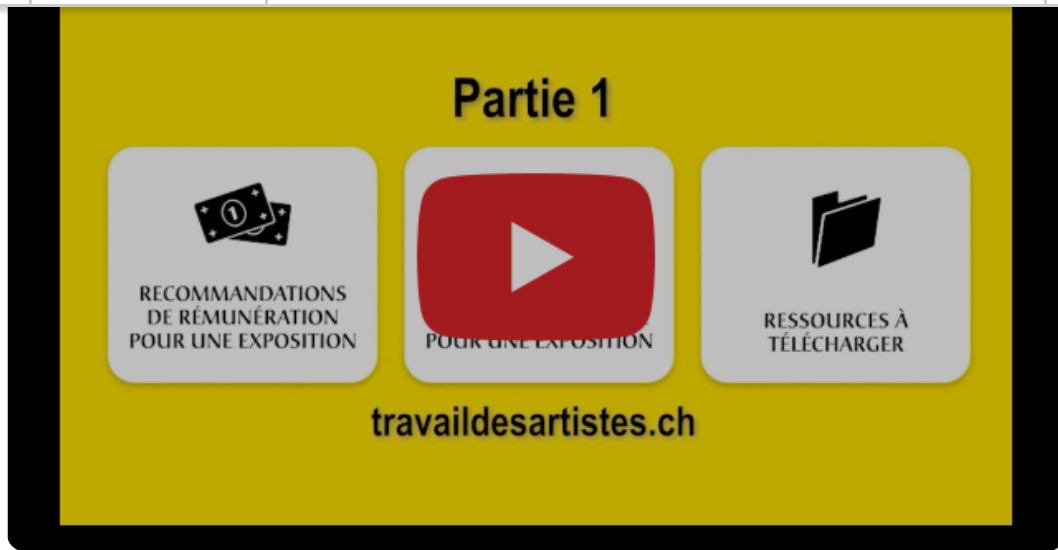 Partie 1
RECOMMANDATIONS
DE RÉMUNÉRATION
POUR UNE EXPOSITION
POUR UNE EXPOSITION
RESSOURCES À
TÉLÉCHARGER
travaildesartistes.ch